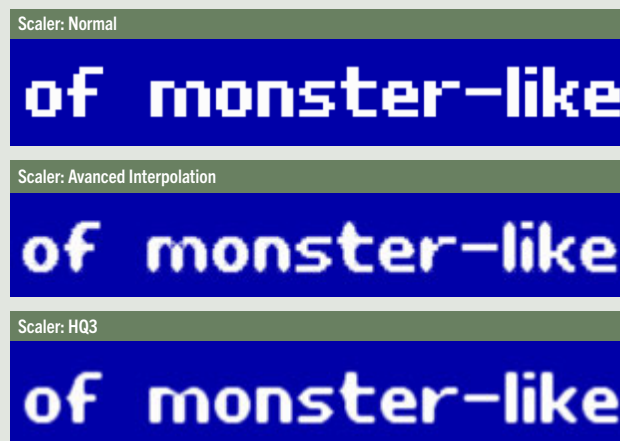 Scaler: Normal
of monster-like
Scaler: Avanced Interpolation
of monster-like
Scaler: HQ3
of monster-like